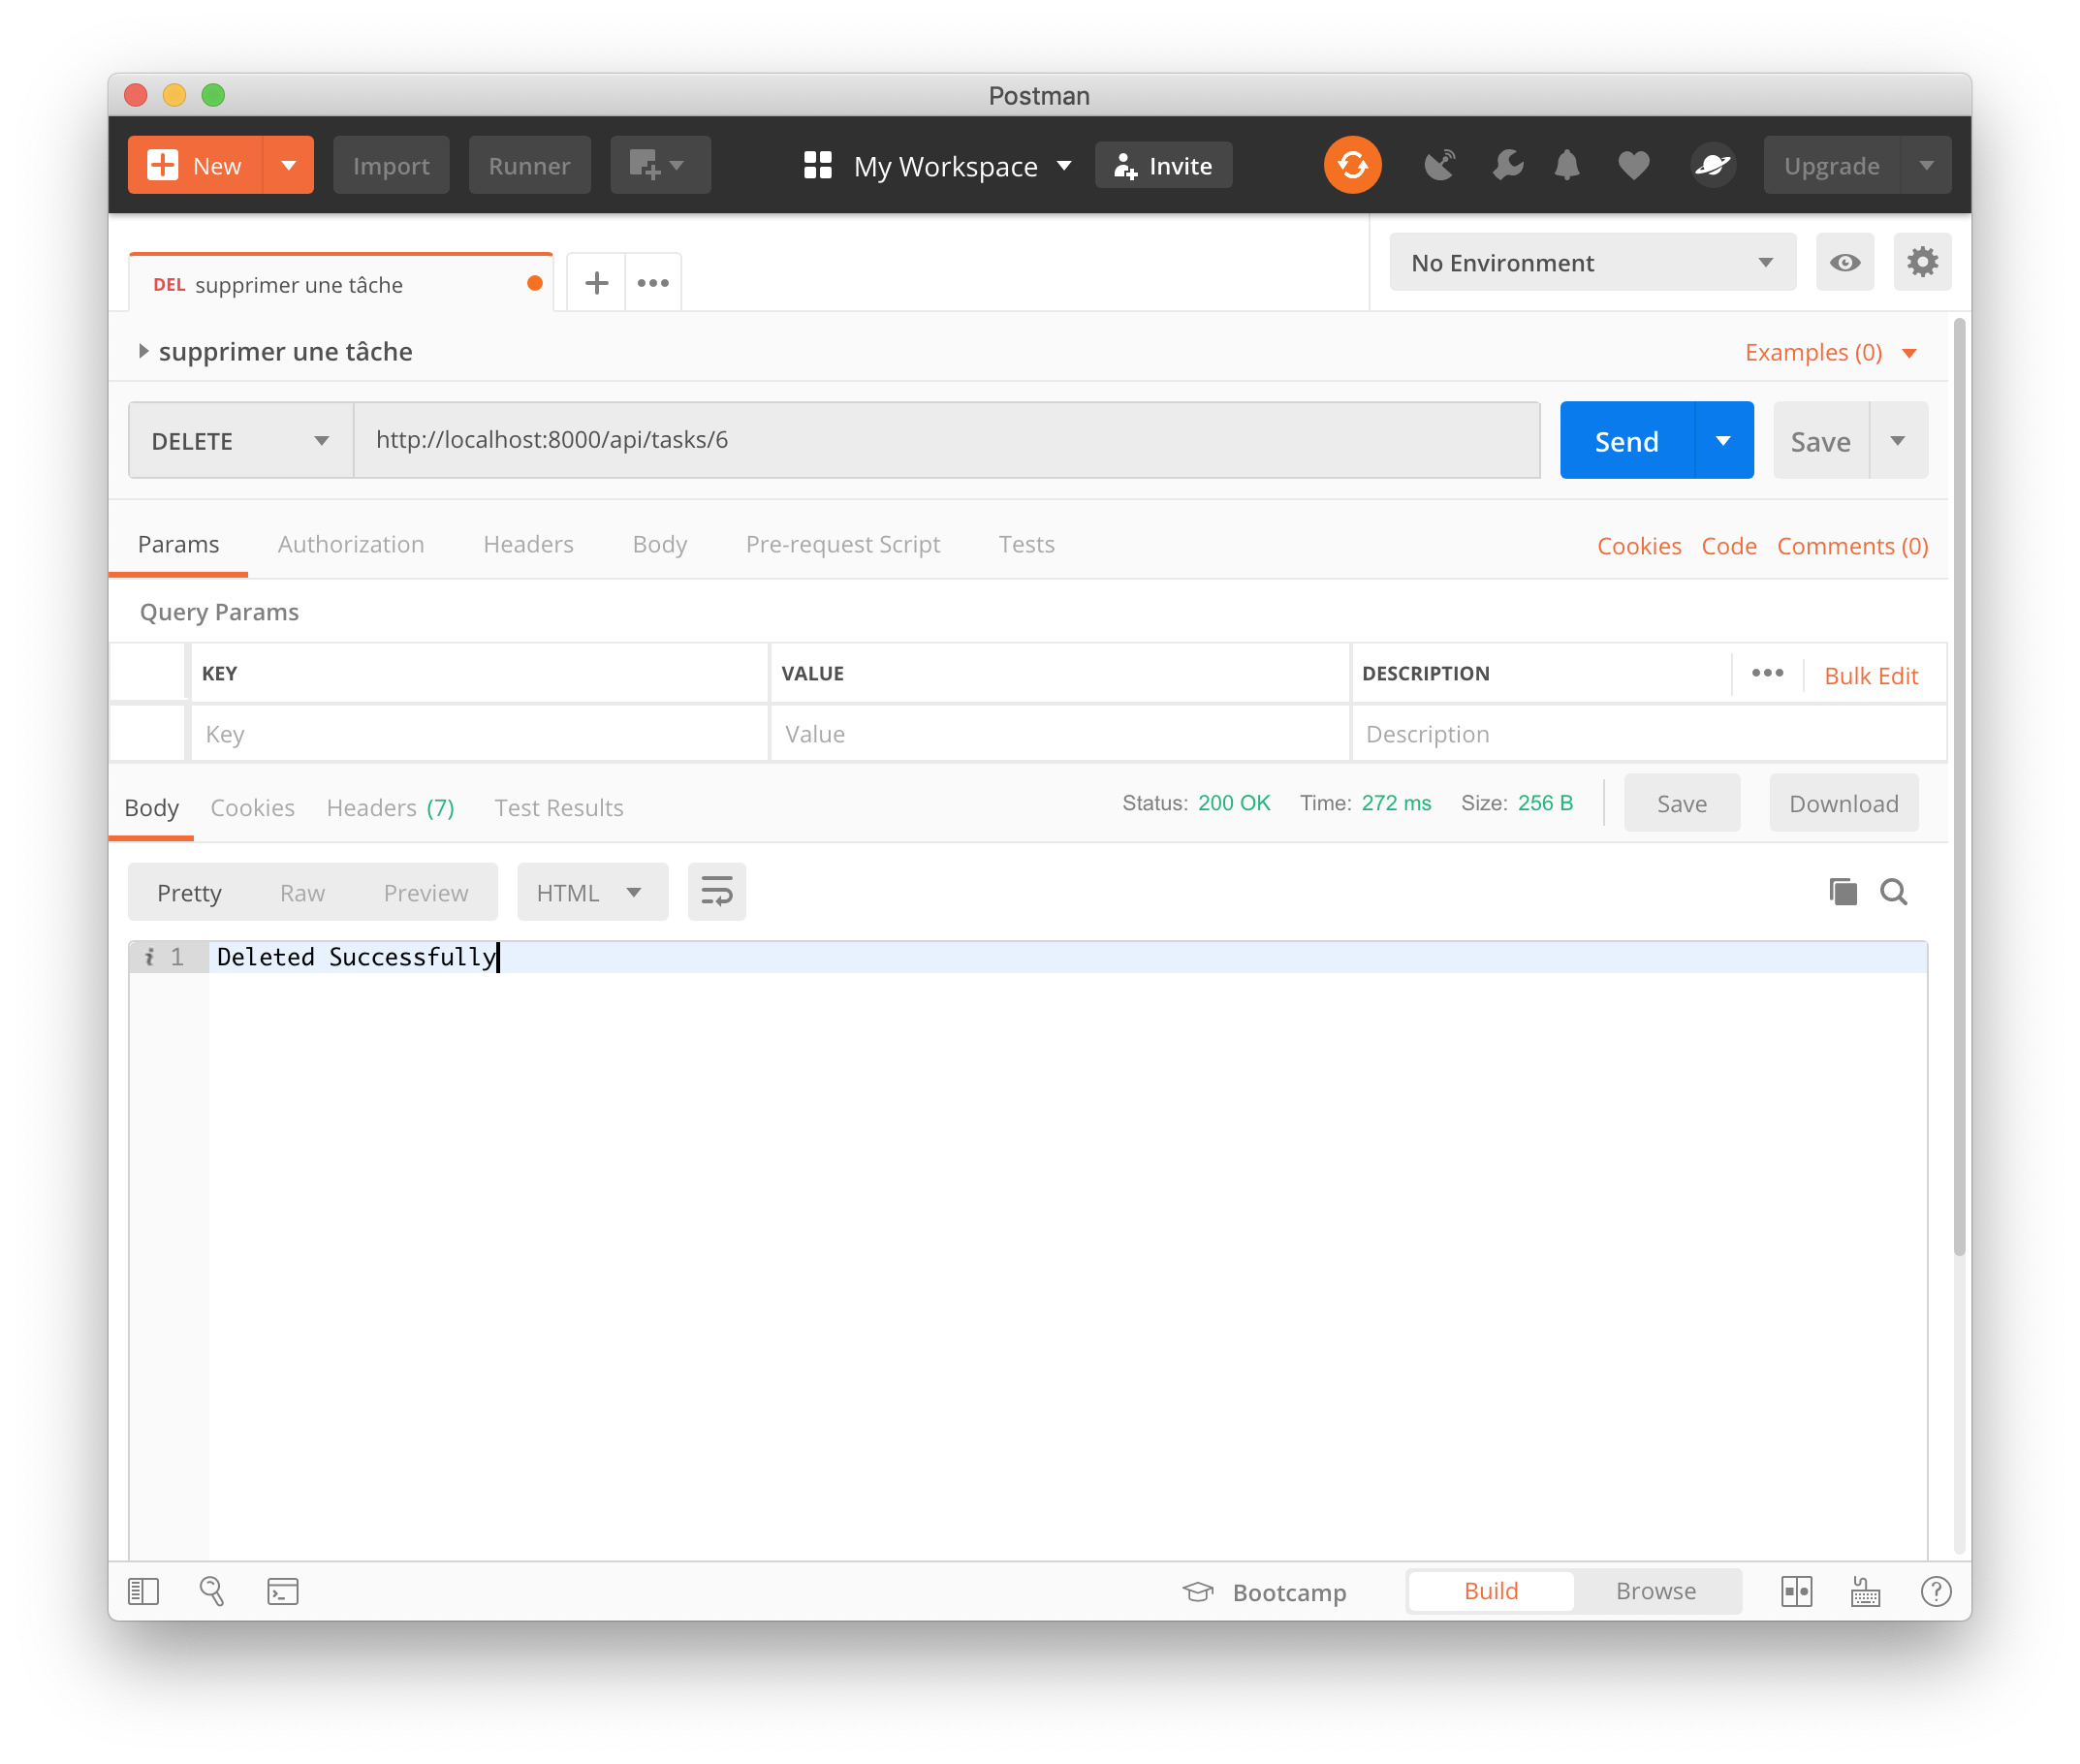 Postman
New Import Runner My Workspace Invite Upgrade
DEL supprimer une tâche No Environment
supprimer une tâche Examples (0)
DELETE http://localhost:8000/api/tasks/6 Send Save
Params Authorization Headers Body Pre-request Script Tests Cookies Code Comments (0)
Query Params
KEY VALUE DESCRIPTION Bulk Edit
Key Value Description
Body Cookies Headers (7) Test Results Status: 200 OK Time: 272 ms Size: 256 B Save Download
Pretty Raw Preview HTML
i 1 Deleted Successfully
Bootcamp Build Browse